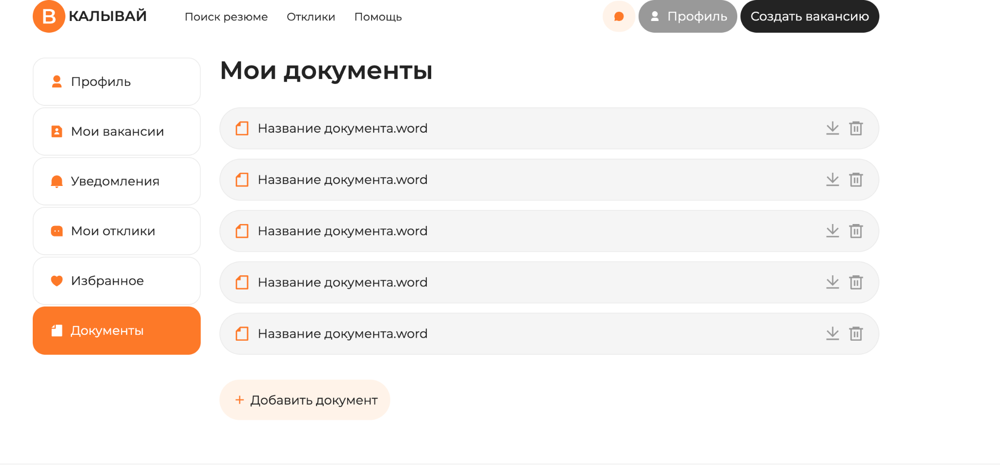 В КАЛЫВАЙ
Поиск резюме
Отклики
Помощь
Профиль
Создать вакансию
Профиль
Мои вакансии
Уведомления
Мои отклики
Избранное
Документы
Мои документы
Название документа.word
Название документа.word
Название документа.word
Название документа.word
Название документа.word
+ Добавить документ